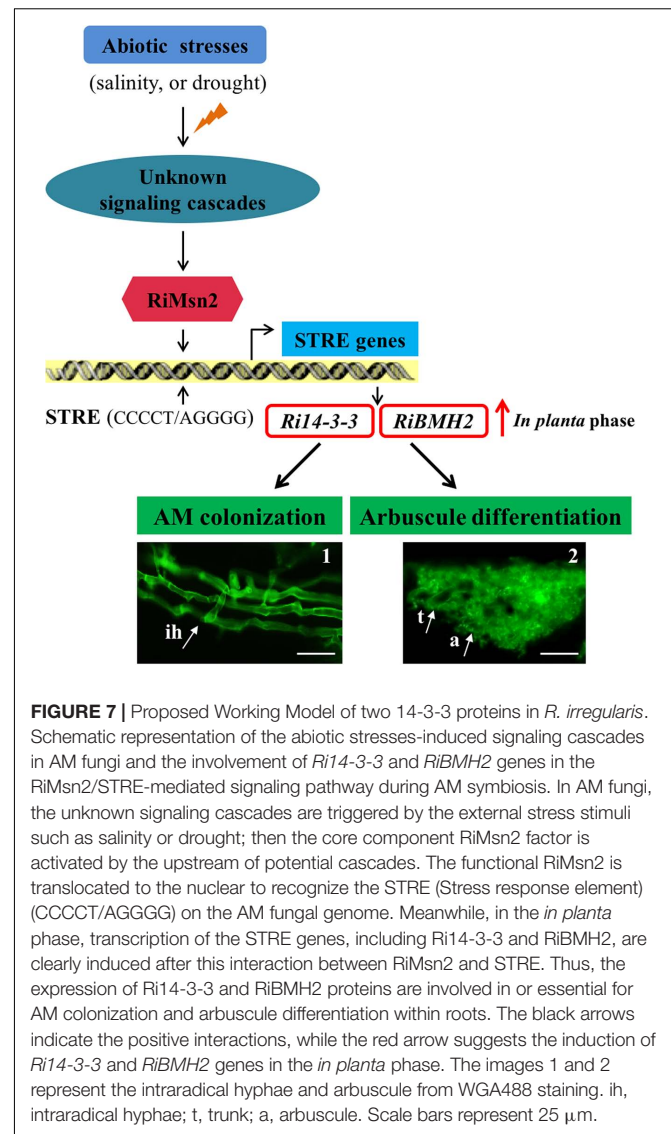 Abiotic stresses
(salinity, or drought)
Unknown
signaling cascades
RiMsn2
STRE genes
STRE (CCCCT/AGGGG)
Ri14-3-3
RiBMH2
In planta phase
AM colonization
Arbuscule differentiation
1
ih
2
t
a
FIGURE 7 | Proposed Working Model of two 14-3-3 proteins in R. irregularis.
Schematic representation of the abiotic stresses-induced signaling cascades
in AM fungi and the involvement of Ri14-3-3 and RiBMH2 genes in the
RiMsn2/STRE-mediated signaling pathway during AM symbiosis. In AM fungi,
the unknown signaling cascades are triggered by the external stress stimuli
such as salinity or drought; then the core component RiMsn2 factor is
activated by the upstream of potential cascades. The functional RiMsn2 is
translocated to the nuclear to recognize the STRE (Stress response element)
(CCCCT/AGGGG) on the AM fungal genome. Meanwhile, in the in planta
phase, transcription of the STRE genes, including Ri14-3-3 and RiBMH2, are
clearly induced after this interaction between RiMsn2 and STRE. Thus, the
expression of Ri14-3-3 and RiBMH2 proteins are involved in or essential for
AM colonization and arbuscule differentiation within roots. The black arrows
indicate the positive interactions, while the red arrow suggests the induction of
Ri14-3-3 and RiBMH2 genes in the in planta phase. The images 1 and 2
represent the intraradical hyphae and arbuscule from WGA488 staining. ih,
intraradical hyphae; t, trunk; a, arbuscule. Scale bars represent 25 μm.